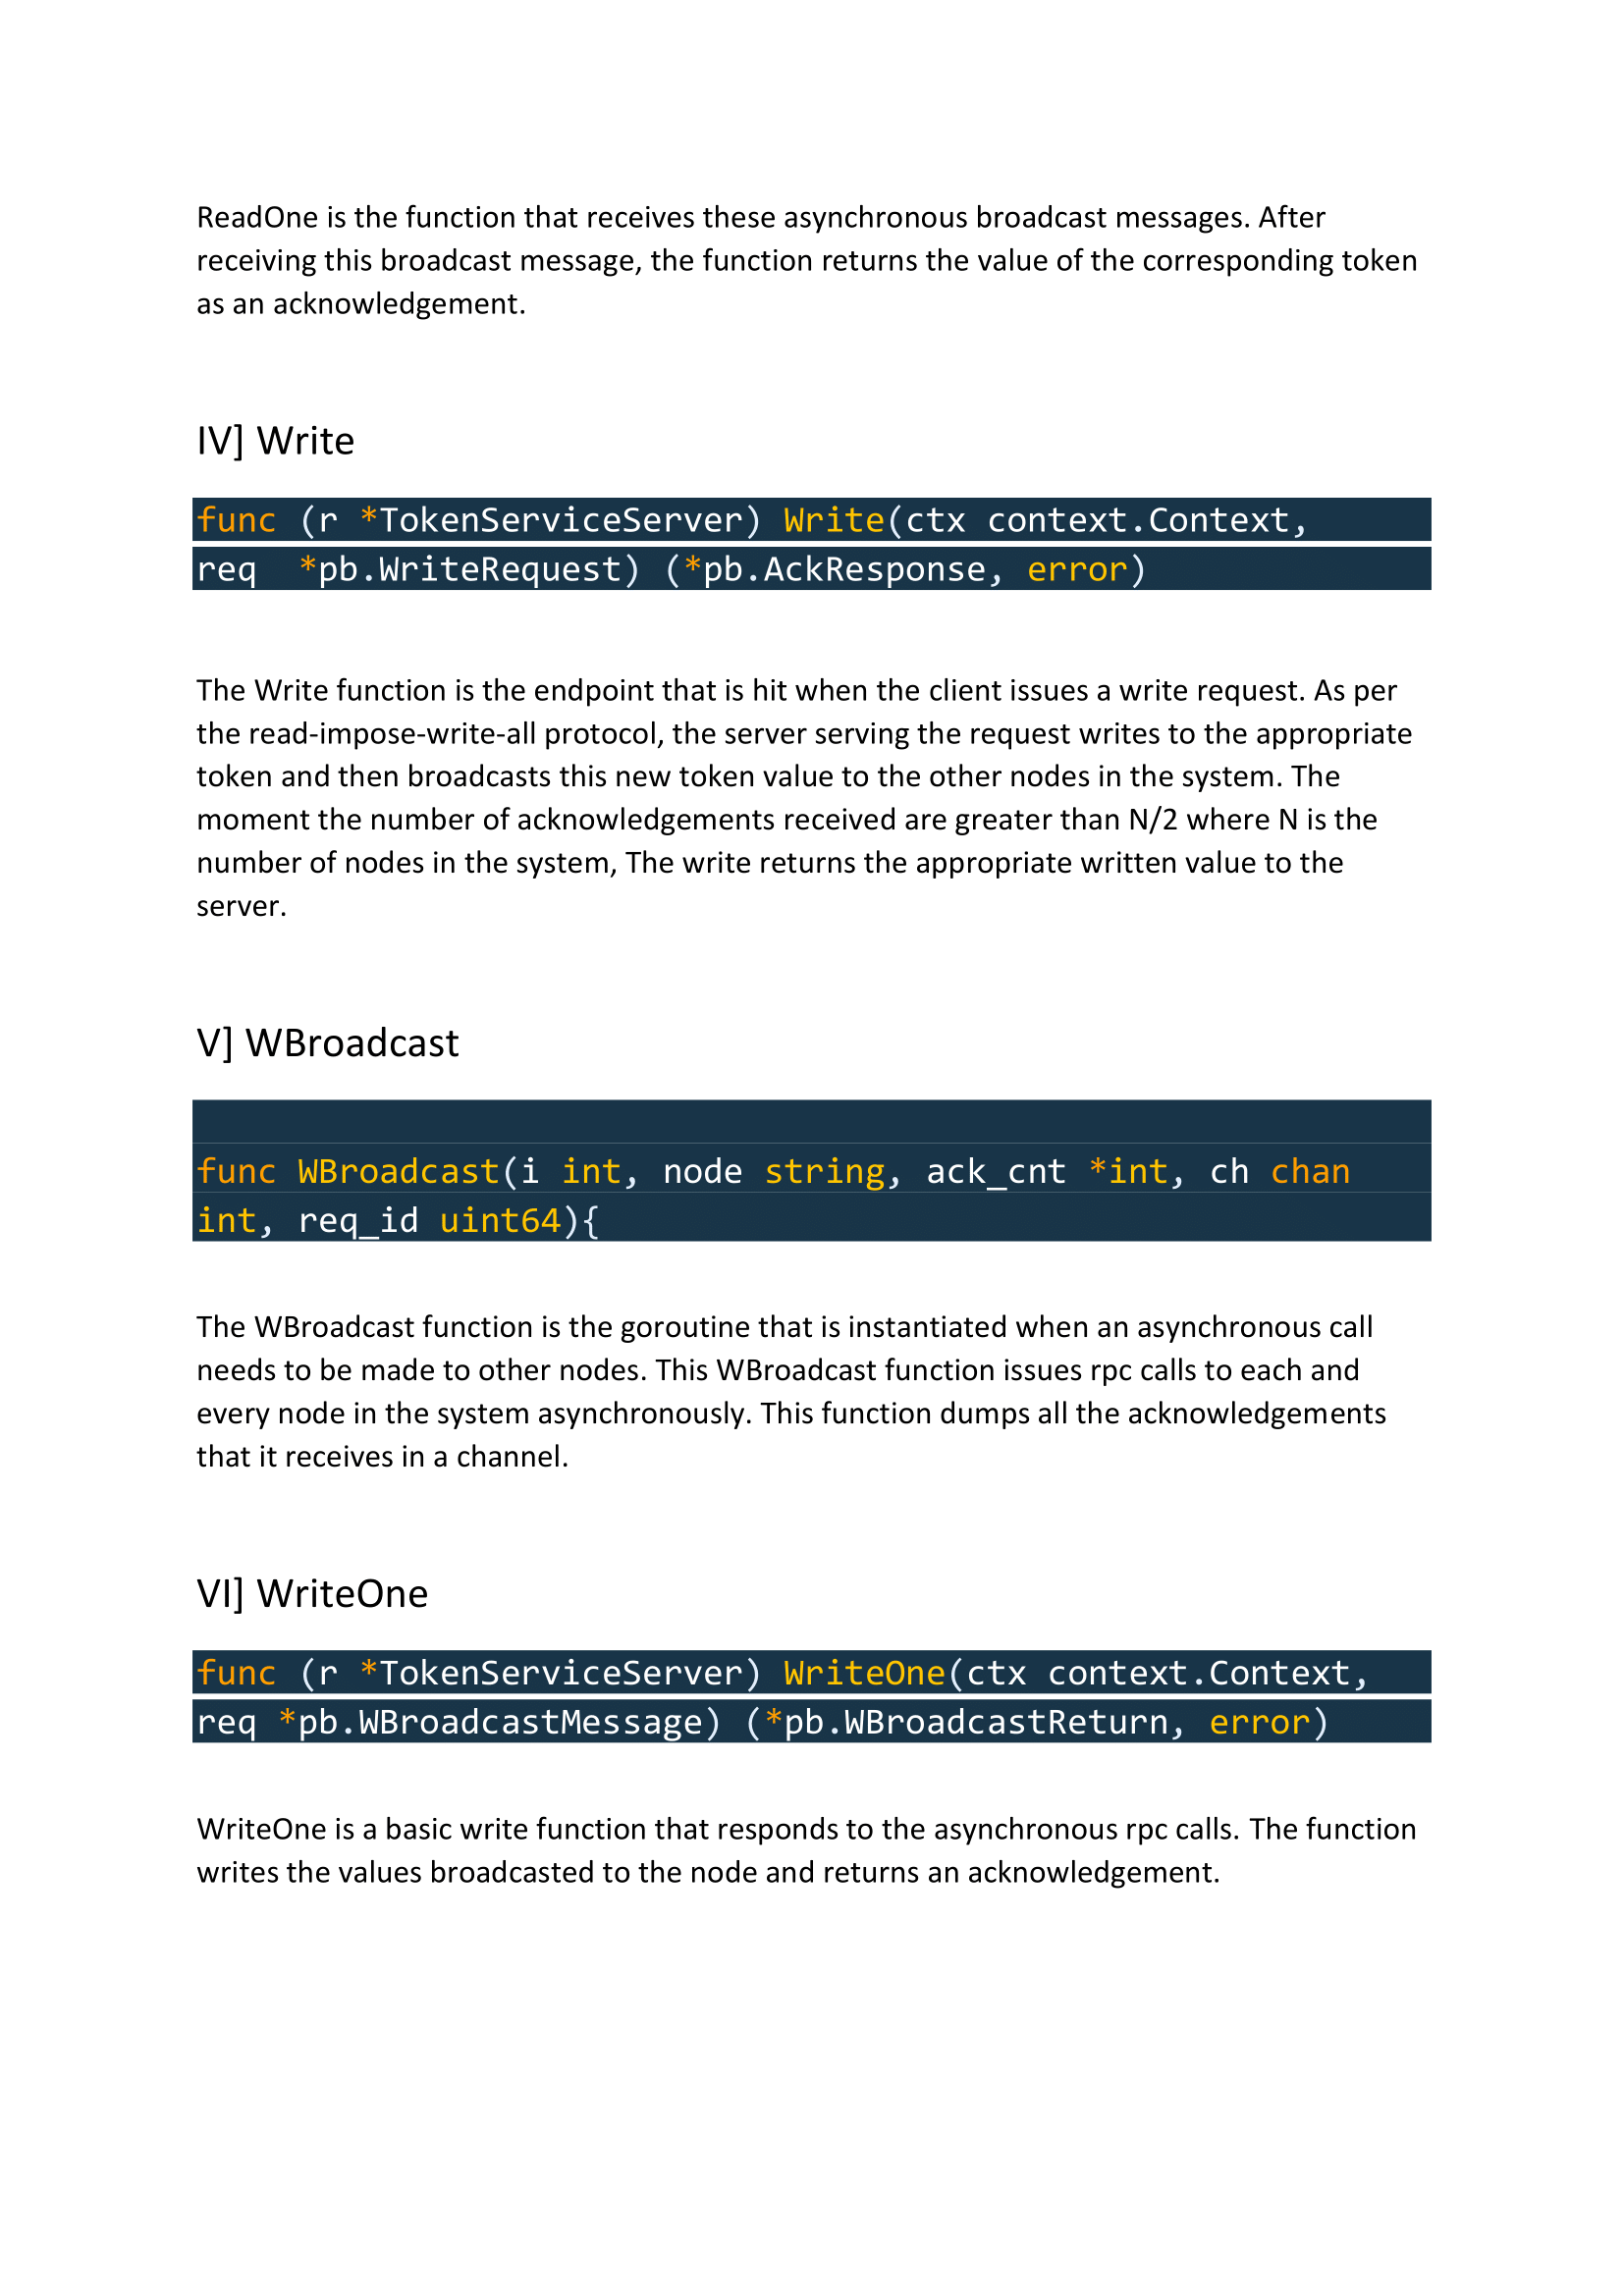 ReadOne is the function that receives these asynchronous broadcast messages. After
receiving this broadcast message, the function returns the value of the corresponding token
as an acknowledgement.
IV] Write
func (r *TokenServiceServer) Write(ctx context.Context,
req  *pb.WriteRequest) (*pb.AckResponse, error)
The Write function is the endpoint that is hit when the client issues a write request. As per
the read-impose-write-all protocol, the server serving the request writes to the appropriate
token and then broadcasts this new token value to the other nodes in the system. The
moment the number of acknowledgements received are greater than N/2 where N is the
number of nodes in the system, The write returns the appropriate written value to the
server.
V] WBroadcast
func WBroadcast(i int, node string, ack_cnt *int, ch chan
int, req_id uint64){
The WBroadcast function is the goroutine that is instantiated when an asynchronous call
needs to be made to other nodes. This WBroadcast function issues rpc calls to each and
every node in the system asynchronously. This function dumps all the acknowledgements
that it receives in a channel.
VI] WriteOne
func (r *TokenServiceServer) WriteOne(ctx context.Context,
req *pb.WBroadcastMessage) (*pb.WBroadcastReturn, error)
WriteOne is a basic write function that responds to the asynchronous rpc calls. The function
writes the values broadcasted to the node and returns an acknowledgement.